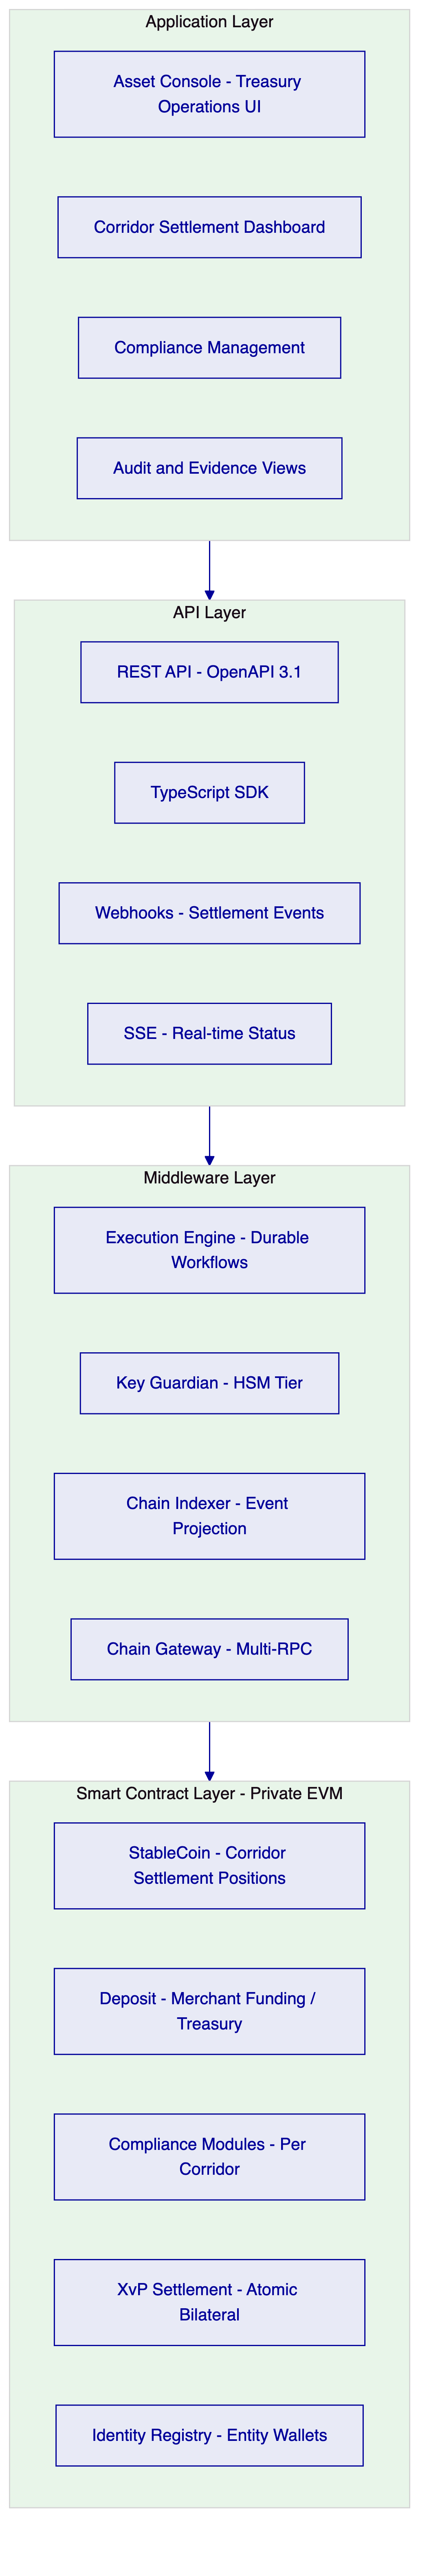 Application Layer
Asset Console - Treasury
Operations UI
Corridor Settlement Dashboard
Compliance Management
Audit and Evidence Views
API Layer
REST API - OpenAPI 3.1
TypeScript SDK
Webhooks - Settlement Events
SSE - Real-time Status
Middleware Layer
Execution Engine - Durable
Workflows
Key Guardian - HSM Tier
Chain Indexer - Event
Projection
Chain Gateway - Multi-RPC
Smart Contract Layer - Private EVM
StableCoin - Corridor
Settlement Positions
Deposit - Merchant Funding /
Treasury
Compliance Modules - Per
Corridor
XvP Settlement - Atomic
Bilateral
Identity Registry - Entity Wallets